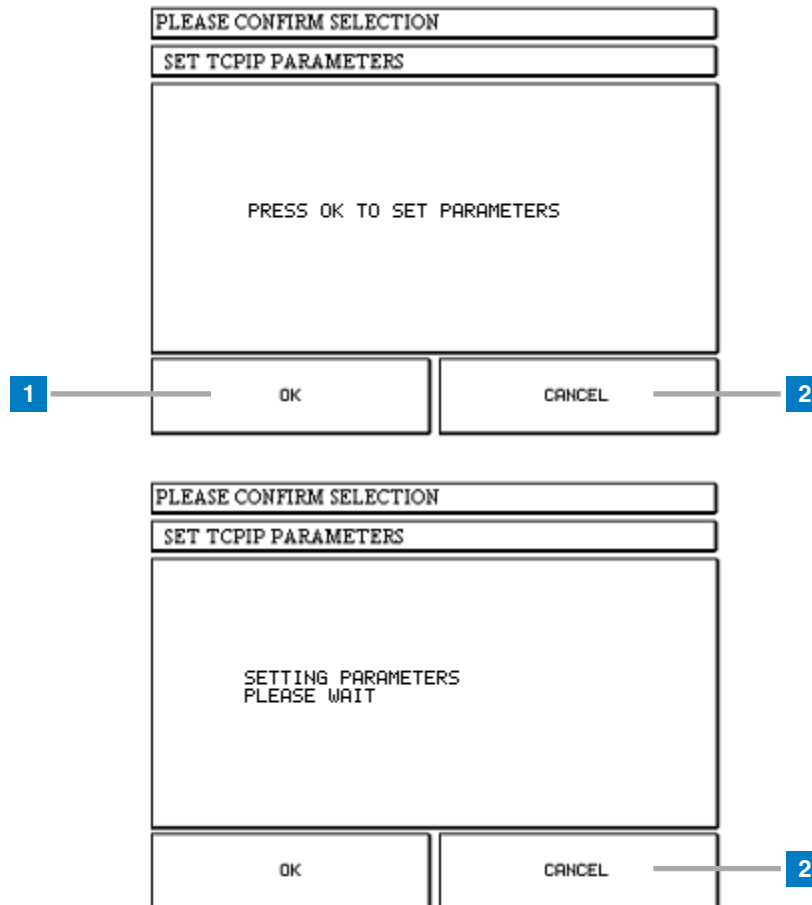 PLEASE CONFIRM SELECTION
SET TCPIP PARAMETERS
PRESS OK TO SET PARAMETERS
1
OK
CANCEL
2
PLEASE CONFIRM SELECTION
SET TCPIP PARAMETERS
SETTING PARAMETERS
PLEASE WAIT
OK
CANCEL
2